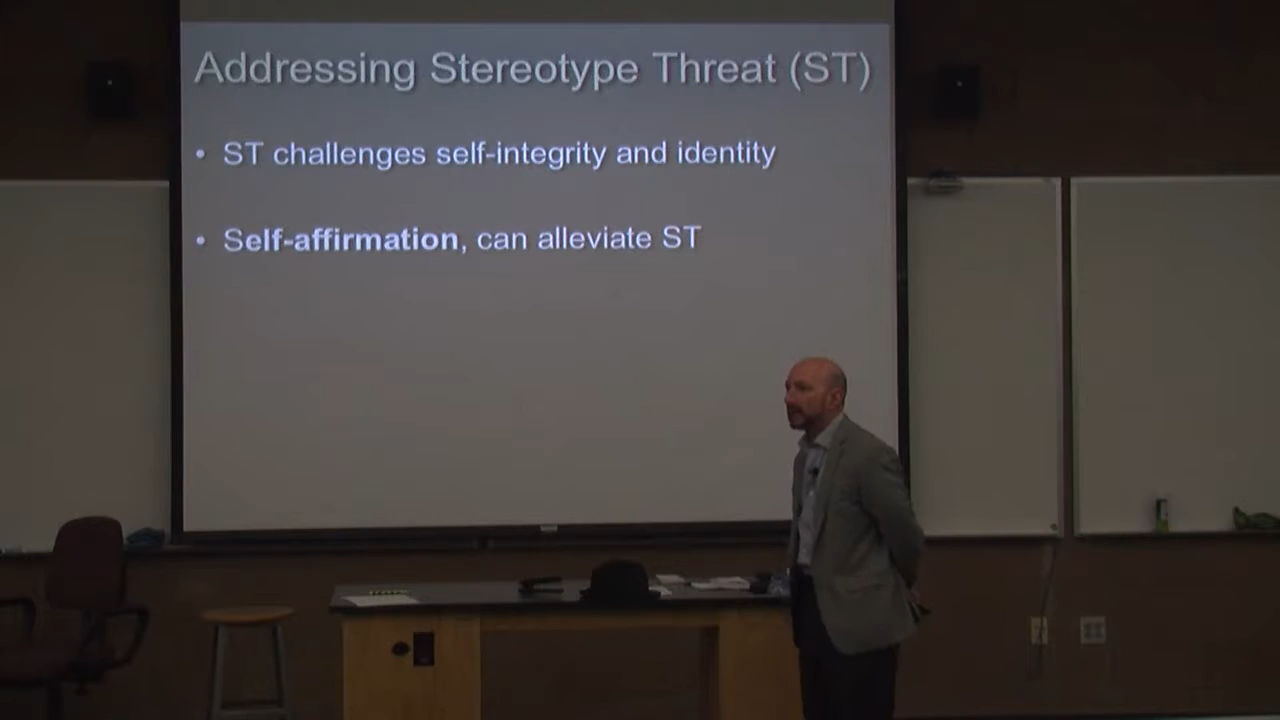 Addressing Stereotype Threat (ST)
• ST challenges self-integrity and identity
• Self-affirmation, can alleviate ST